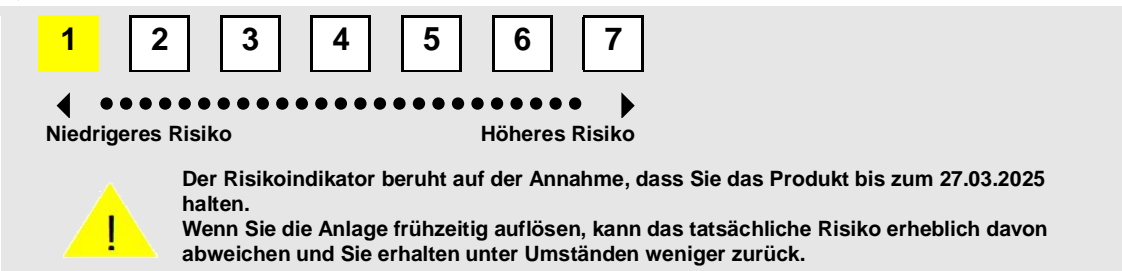 1 2 3 4 5 6 7
Niedrigeres Risiko Höheres Risiko
Der Risikoindikator beruht auf der Annahme, dass Sie das Produkt bis zum 27.03.2025
halten.
Wenn Sie die Anlage frühzeitig auflösen, kann das tatsächliche Risiko erheblich davon
! abweichen und Sie erhalten unter Umständen weniger zurück.